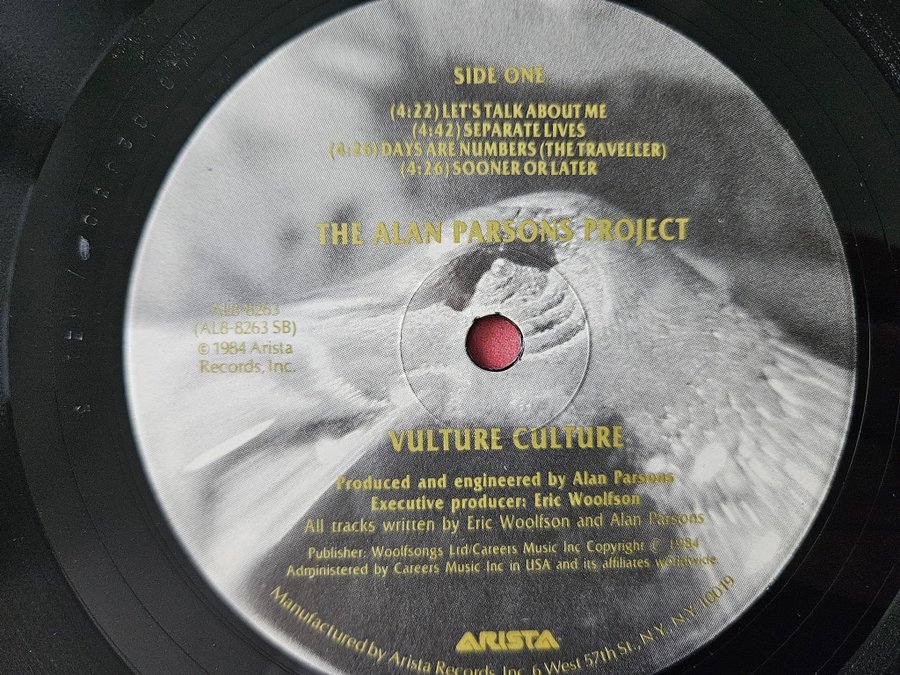 SIDE ONE
(4:22) LET'S TALK ABOUT ME
(4:42) SEPARATE LIVES
(4:26) DAYS ARE NUMBERS (THE TRAVELLER)
(4:26) SOONER OR LATER
THE ALAN PARSONS PROJECT
AL8-8263
(AL8-8263 SB)
© 1984 Arista
Records, Inc.
VULTURE CULTURE
Produced and engineered by Alan Parsons
Executive producer: Eric Woolfson
All tracks written by Eric Woolfson and Alan Parsons
Publisher: Woolfsongs Ltd/Careers Music Inc Copyright © 1984
Administered by Careers Music Inc in USA and its affiliates worldwide
ARISTA
Manufactured by Arista Records, Inc. 6 West 57th St., N.Y., N.Y. 10019